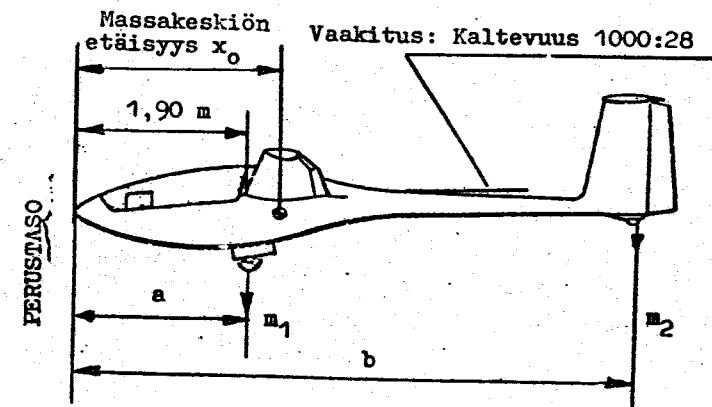 Massakeskiön
etäisyys x₀
Vaakitus: Kaltevuus 1000:28
1,90 m
PERUSTASO
a
m₁
m₂
b